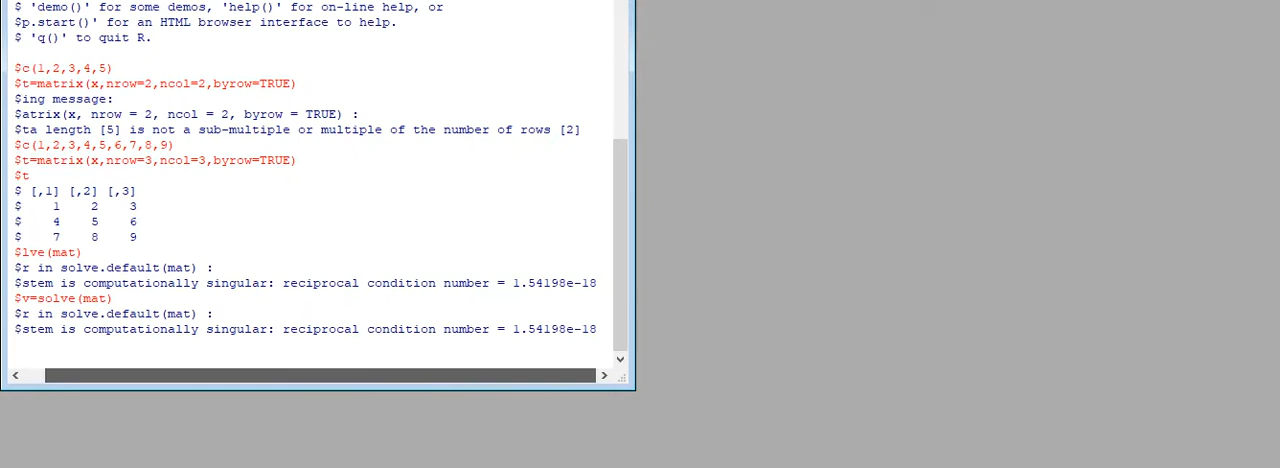 $ 'demo()' for some demos, 'help()' for on-line help, or
$p.start()' for an HTML browser interface to help.
$ 'q()' to quit R.
$c(1,2,3,4,5)
$t=matrix(x,nrow=2,ncol=2,byrow=TRUE)
$ing message:
$atrix(x, nrow = 2, ncol = 2, byrow = TRUE) :
$ta length [5] is not a sub-multiple or multiple of the number of rows [2]
$c(1,2,3,4,5,6,7,8,9)
$t=matrix(x,nrow=3,ncol=3,byrow=TRUE)
$t
$ [,1] [,2] [,3]
$    1    2    3
$    4    5    6
$    7    8    9
$lve(mat)
$r in solve.default(mat) :
$stem is computationally singular: reciprocal condition number = 1.54198e-18
$v=solve(mat)
$r in solve.default(mat) :
$stem is computationally singular: reciprocal condition number = 1.54198e-18